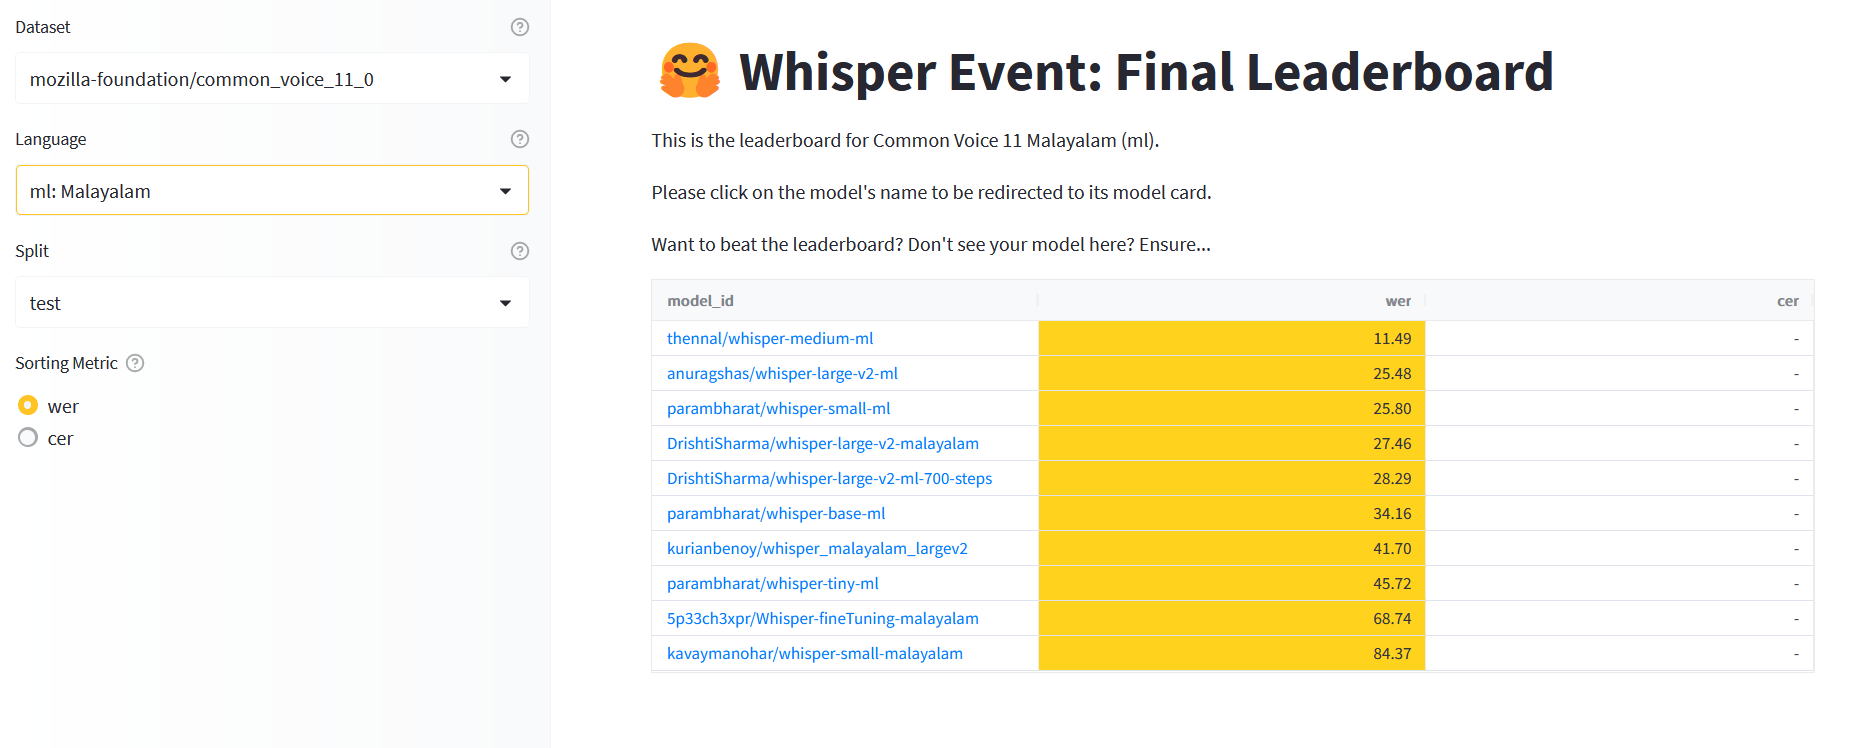 Dataset
mozilla-foundation/common_voice_11_0
Language
ml: Malayalam
Split
test
Sorting Metric
wer
cer
🤗 Whisper Event: Final Leaderboard
This is the leaderboard for Common Voice 11 Malayalam (ml).
Please click on the model's name to be redirected to its model card.
Want to beat the leaderboard? Don't see your model here? Ensure...
model_id wer cer
thennal/whisper-medium-ml 11.49 -
anuragshas/whisper-large-v2-ml 25.48 -
parambharat/whisper-small-ml 25.80 -
DrishtiSharma/whisper-large-v2-malayalam 27.46 -
DrishtiSharma/whisper-large-v2-ml-700-steps 28.29 -
parambharat/whisper-base-ml 34.16 -
kurianbenoy/whisper_malayalam_largev2 41.70 -
parambharat/whisper-tiny-ml 45.72 -
5p33ch3xpr/Whisper-fineTuning-malayalam 68.74 -
kavaymanohar/whisper-small-malayalam 84.37 -